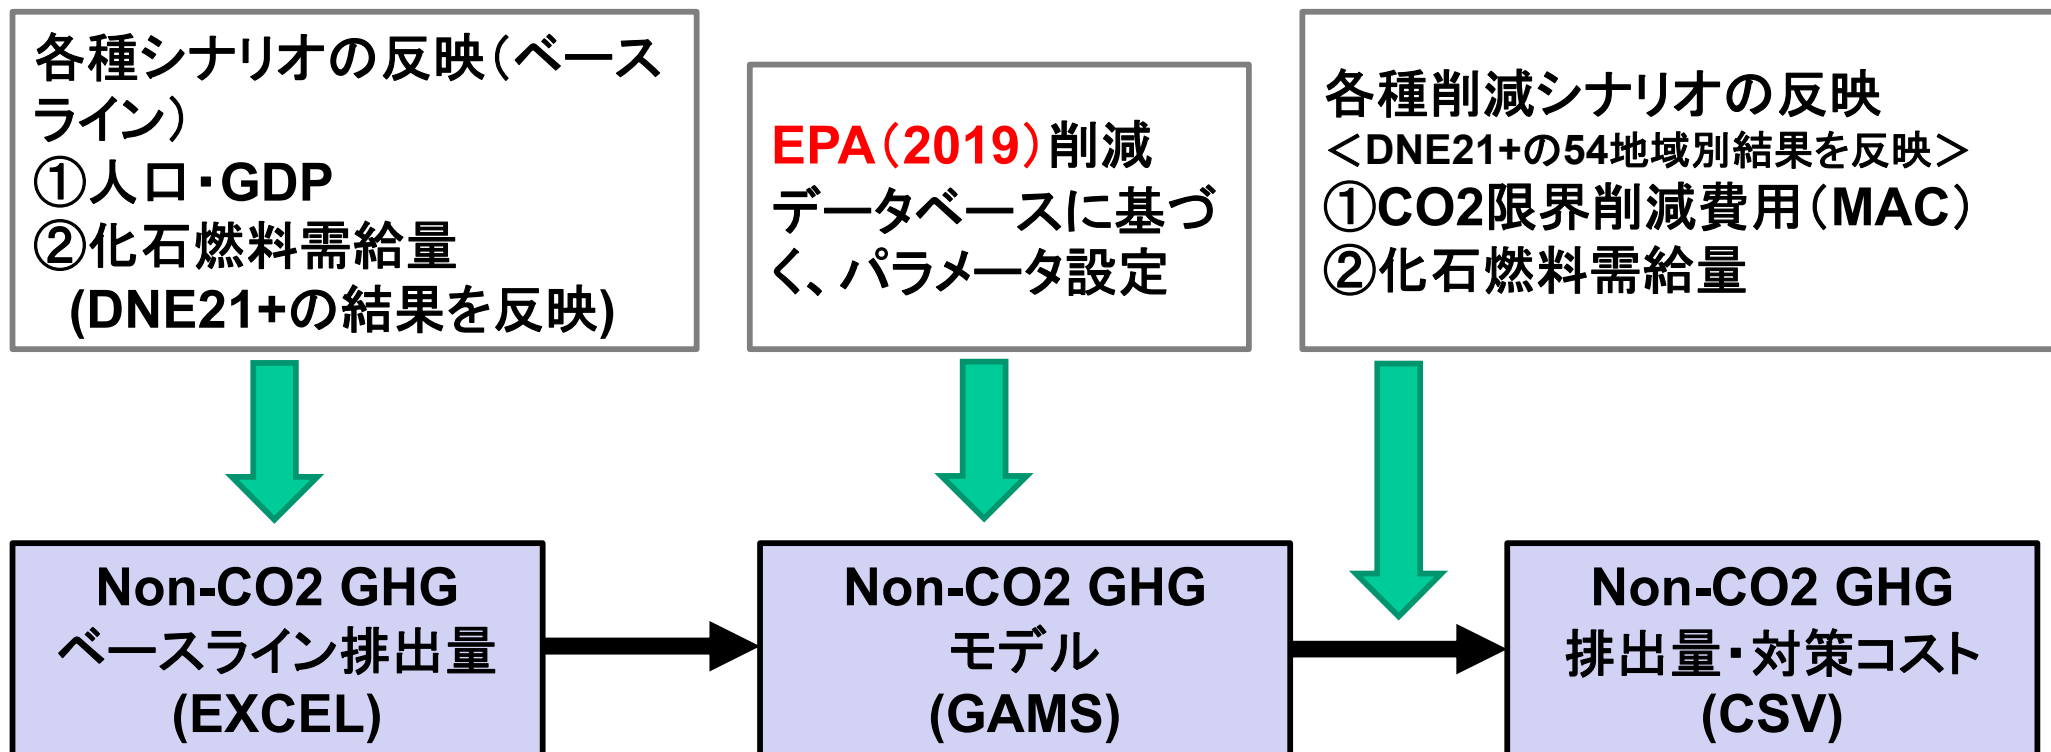 各種シナリオの反映（ベース
ライン）
①人口・GDP
②化石燃料需給量
(DNE21+の結果を反映)
EPA（2019）削減
データベースに基づ
く、パラメータ設定
各種削減シナリオの反映
＜DNE21+の54地域別結果を反映＞
①CO2限界削減費用（MAC）
②化石燃料需給量
Non-CO2 GHG
ベースライン排出量
(EXCEL)
Non-CO2 GHG
モデル
(GAMS)
Non-CO2 GHG
排出量・対策コスト
(CSV)